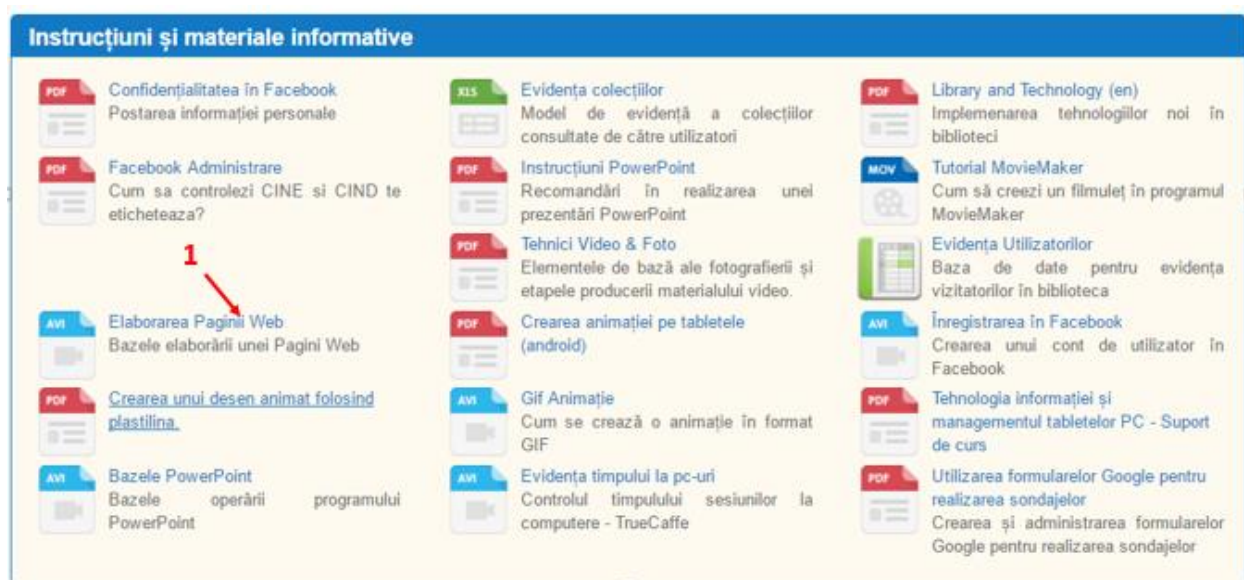 Instrucțiuni și materiale informative
PDF
Confidențialitatea în Facebook
Postarea informației personale
PDF
Facebook Administrare
Cum sa controlezi CINE si CIND te
eticheteaza?
1
AVI
Elaborarea Paginii Web
Bazele elaborării unei Pagini Web
PDF
Crearea unui desen animat folosind
plastilina.
AVI
Bazele PowerPoint
Bazele operării programului
PowerPoint
XLS
Evidența colecțiilor
Model de evidență a colecțiilor
consultate de către utilizatori
PDF
Instrucțiuni PowerPoint
Recomandări în realizarea unei
prezentări PowerPoint
PDF
Tehnici Video & Foto
Elementele de bază ale fotografierii și
etapele producerii materialului video.
PDF
Crearea animației pe tabletele
(android)
AVI
Gif Animație
Cum se crează o animație în format
GIF
AVI
Evidența timpului la pc-uri
Controlul timpulului sesiunilor la
computere - TrueCaffe
PDF
Library and Technology (en)
Implemenarea tehnologiilor noi în
biblioteci
MOV
Tutorial MovieMaker
Cum să creezi un filmuleț în programul
MovieMaker
Evidența Utilizatorilor
Baza de date pentru evidența
vizitatorilor în biblioteca
AVI
Înregistrarea în Facebook
Crearea unui cont de utilizator în
Facebook
PDF
Tehnologia informației și
managementul tabletelor PC - Suport
de curs
PDF
Utilizarea formularelor Google pentru
realizarea sondajelor
Crearea și administrarea formularelor
Google pentru realizarea sondajelor